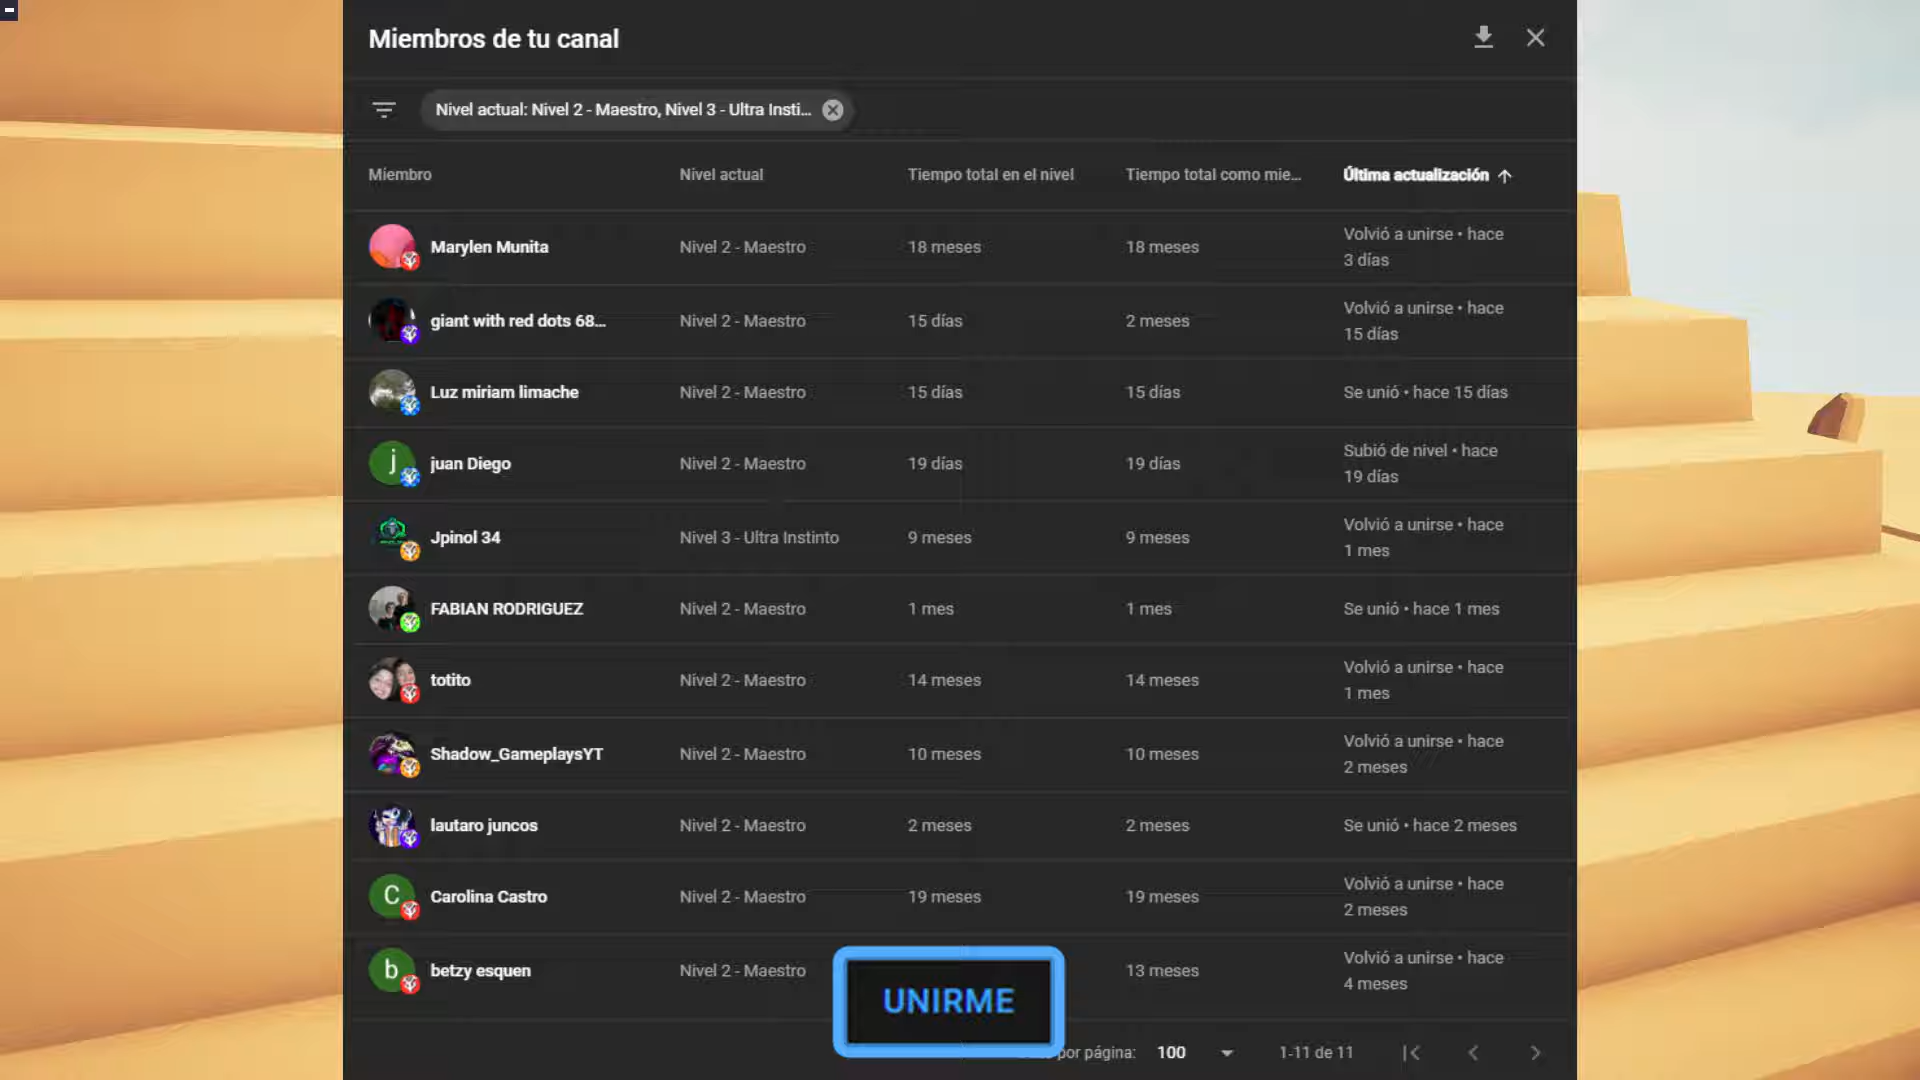 Miembros de tu canal
Nivel actual: Nivel 2 - Maestro, Nivel 3 - Ultra Insti...
Miembro Nivel actual Tiempo total en el nivel Tiempo total como mie... Última actualización
Marylen Munita Nivel 2 - Maestro 18 meses 18 meses Volvió a unirse • hace
3 días
giant with red dots 68... Nivel 2 - Maestro 15 días 2 meses Volvió a unirse • hace
15 días
Luz miriam limache Nivel 2 - Maestro 15 días 15 días Se unió • hace 15 días
j juan Diego Nivel 2 - Maestro 19 días 19 días Subió de nivel • hace
19 días
Jpinol 34 Nivel 3 - Ultra Instinto 9 meses 9 meses Volvió a unirse • hace
1 mes
FABIAN RODRIGUEZ Nivel 2 - Maestro 1 mes 1 mes Se unió • hace 1 mes
totito Nivel 2 - Maestro 14 meses 14 meses Volvió a unirse • hace
1 mes
Shadow_GameplaysYT Nivel 2 - Maestro 10 meses 10 meses Volvió a unirse • hace
2 meses
lautaro juncos Nivel 2 - Maestro 2 meses 2 meses Se unió • hace 2 meses
C Carolina Castro Nivel 2 - Maestro 19 meses 19 meses Volvió a unirse • hace
2 meses
b betzy esquen Nivel 2 - Maestro 13 meses Volvió a unirse • hace
4 meses
UNIRME
por página: 100 1-11 de 11